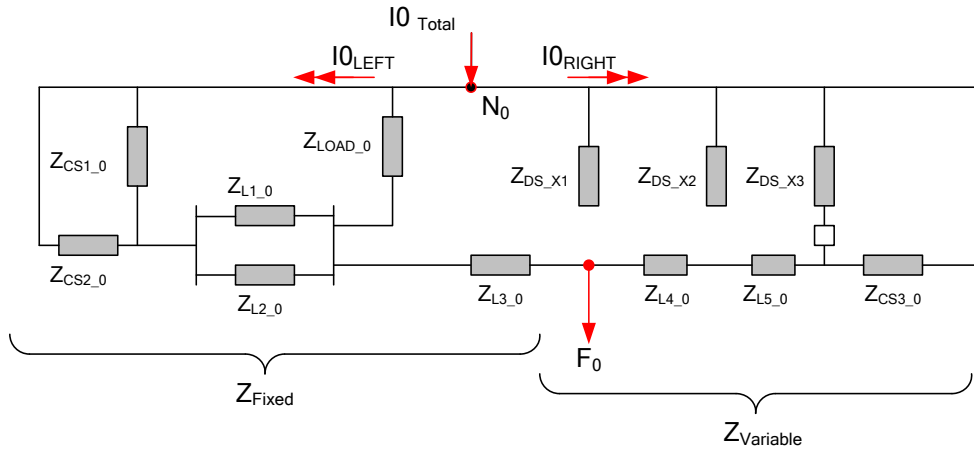 I0 Total
I0LEFT
I0RIGHT
N0
ZCS1_0
ZLOAD_0
ZDS_X1
ZDS_X2
ZDS_X3
ZL1_0
ZCS2_0
ZL2_0
ZL3_0
ZL4_0
ZL5_0
ZCS3_0
F0
ZFixed
ZVariable